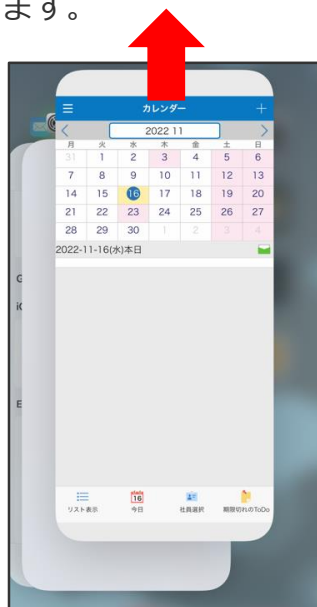 ます。
カレンダー
2022 11
月 火 水 木 金 土 日
31 1 2 3 4 5 6
7 8 9 10 11 12 13
14 15 16 17 18 19 20
21 22 23 24 25 26 27
28 29 30 1 2 3 4
2022-11-16(水)本日
G
iC
E
16
リスト表示 今日 社員選択 期限切れのToDo